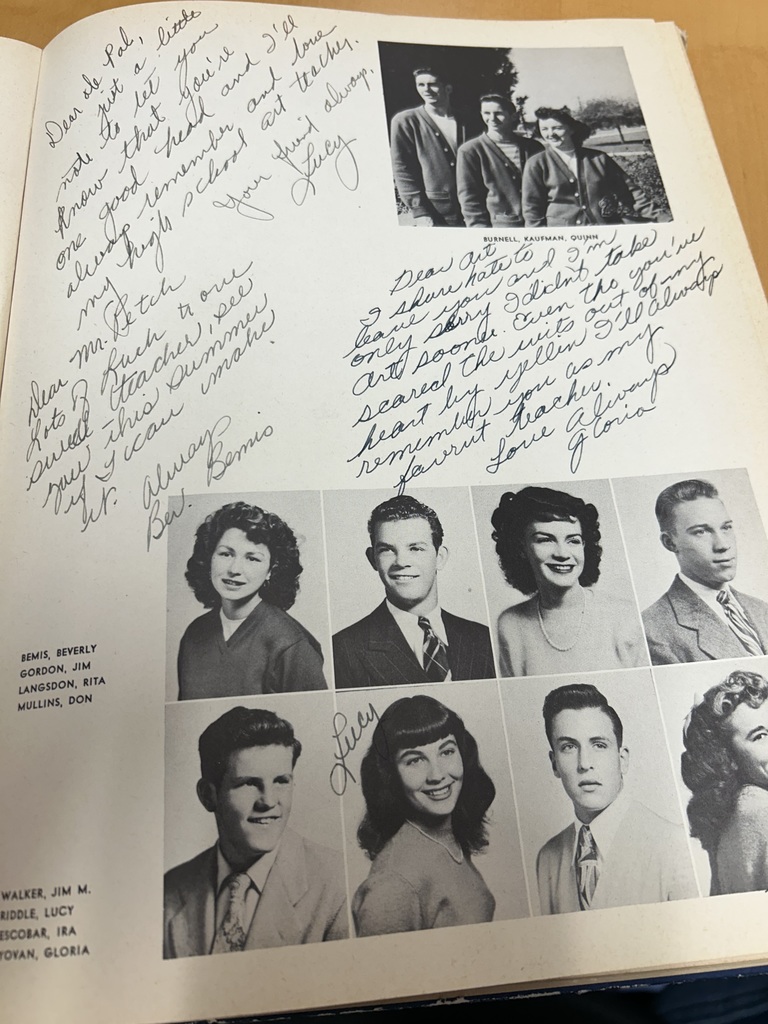 Dear ole Pal,
just a little
note to let you
know that you're
one good head and I'll
always remember and love
my high school art teacher.
Your friend always,
Lucy
Dear Mr. Petch
Lots of Luck to our
swell teacher, see
you this summer
if I can make
it. Always
Bev. Bemis
BURNELL, KAUFMAN, QUINN
Dear Art
I shure hate to
leave you and I'm
only sorry I didn't take
art sooner. Even tho you've
scared the wits out of my
heart by yellin I'll always
remember you as my
favorit teacher.
Love Always
Gloria
BEMIS, BEVERLY
GORDON, JIM
LANGSDON, RITA
MULLINS, DON
Lucy
WALKER, JIM M.
RIDDLE, LUCY
ESCOBAR, IRA
YOVAN, GLORIA